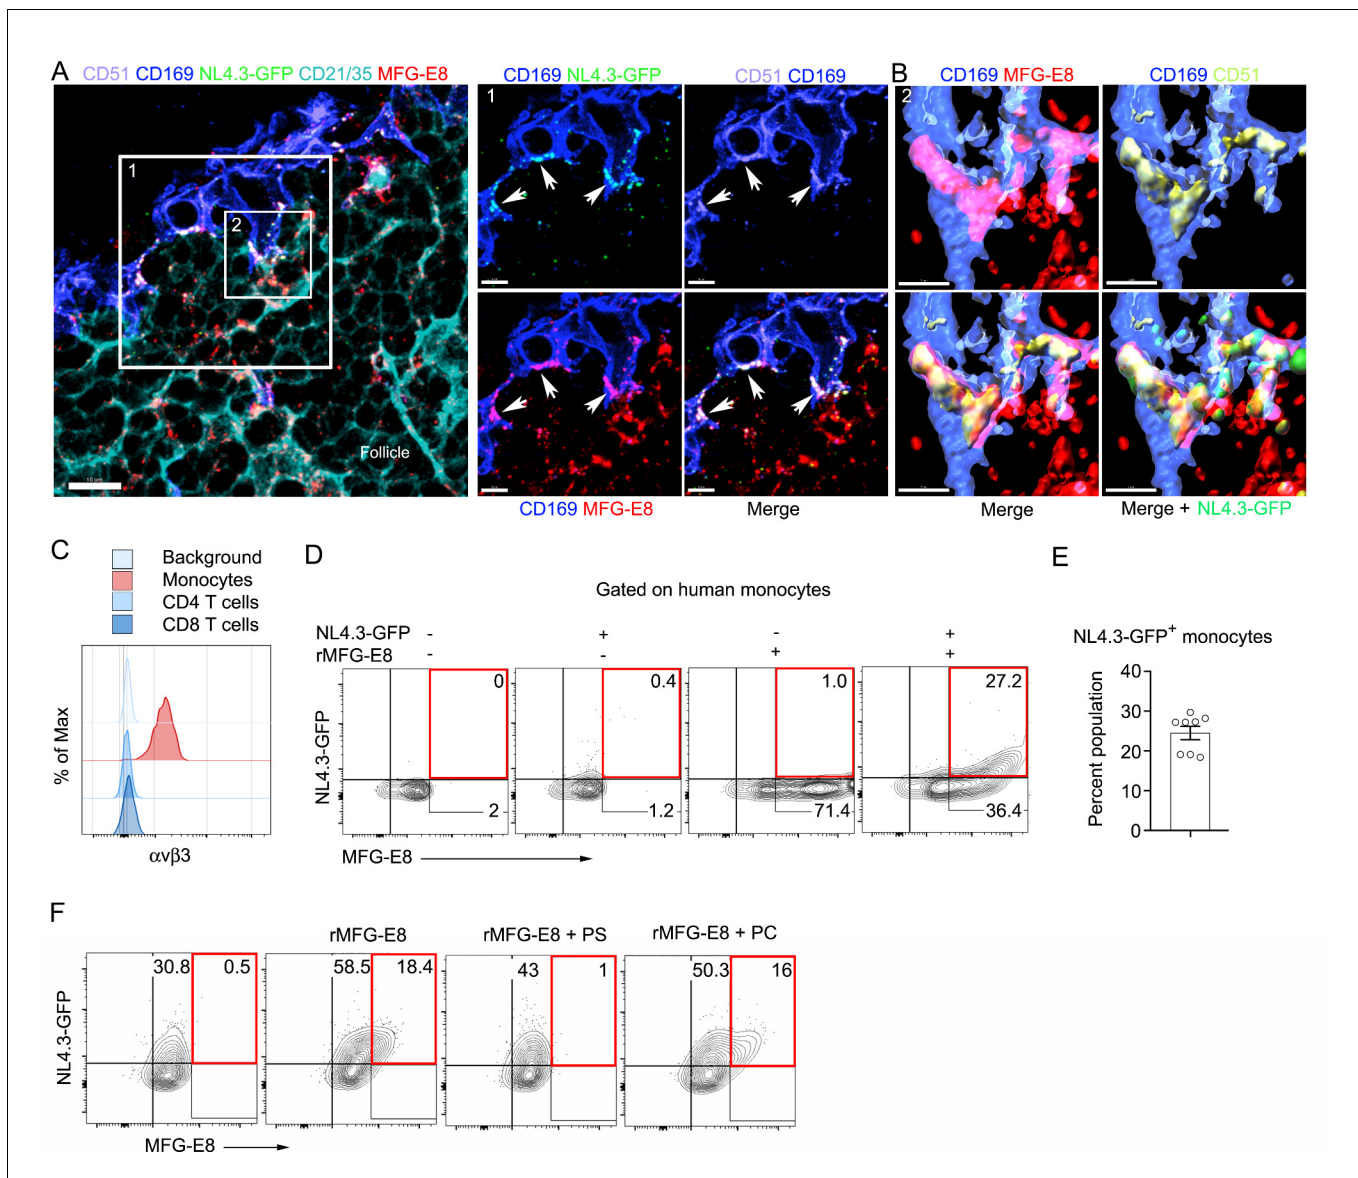 A
CD51 CD169 NL4.3-GFP CD21/35 MFG-E8
1
2
Follicle
10 um
CD169 NL4.3-GFP
CD51 CD169
1
CD169 MFG-E8
Merge
B
CD169 MFG-E8
CD169 CD51
2
Merge
Merge + NL4.3-GFP
C
Background
Monocytes
CD4 T cells
CD8 T cells
% of Max
αvβ3
D
Gated on human monocytes
NL4.3-GFP - + - +
rMFG-E8 - - + +
0
0.4
1.0
27.2
2
1.2
71.4
36.4
NL4.3-GFP
MFG-E8
E
NL4.3-GFP+ monocytes
Percent population
40
30
20
10
0
F
rMFG-E8
rMFG-E8 + PS
rMFG-E8 + PC
30.8 0.5
58.5 18.4
43 1
50.3 16
NL4.3-GFP
MFG-E8